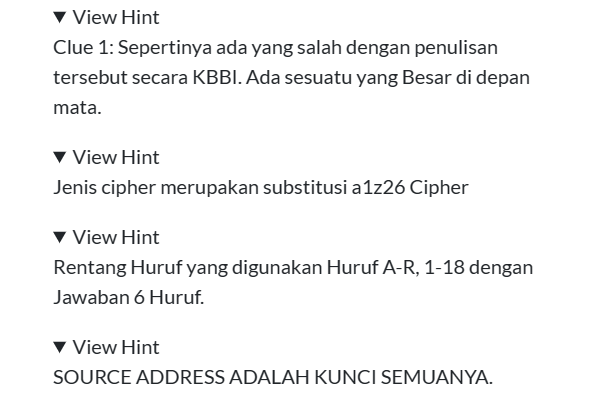 ▼ View Hint
Clue 1: Sepertinya ada yang salah dengan penulisan
tersebut secara KBBI. Ada sesuatu yang Besar di depan
mata.
▼ View Hint
Jenis cipher merupakan substitusi a1z26 Cipher
▼ View Hint
Rentang Huruf yang digunakan Huruf A-R, 1-18 dengan
Jawaban 6 Huruf.
▼ View Hint
SOURCE ADDRESS ADALAH KUNCI SEMUANYA.